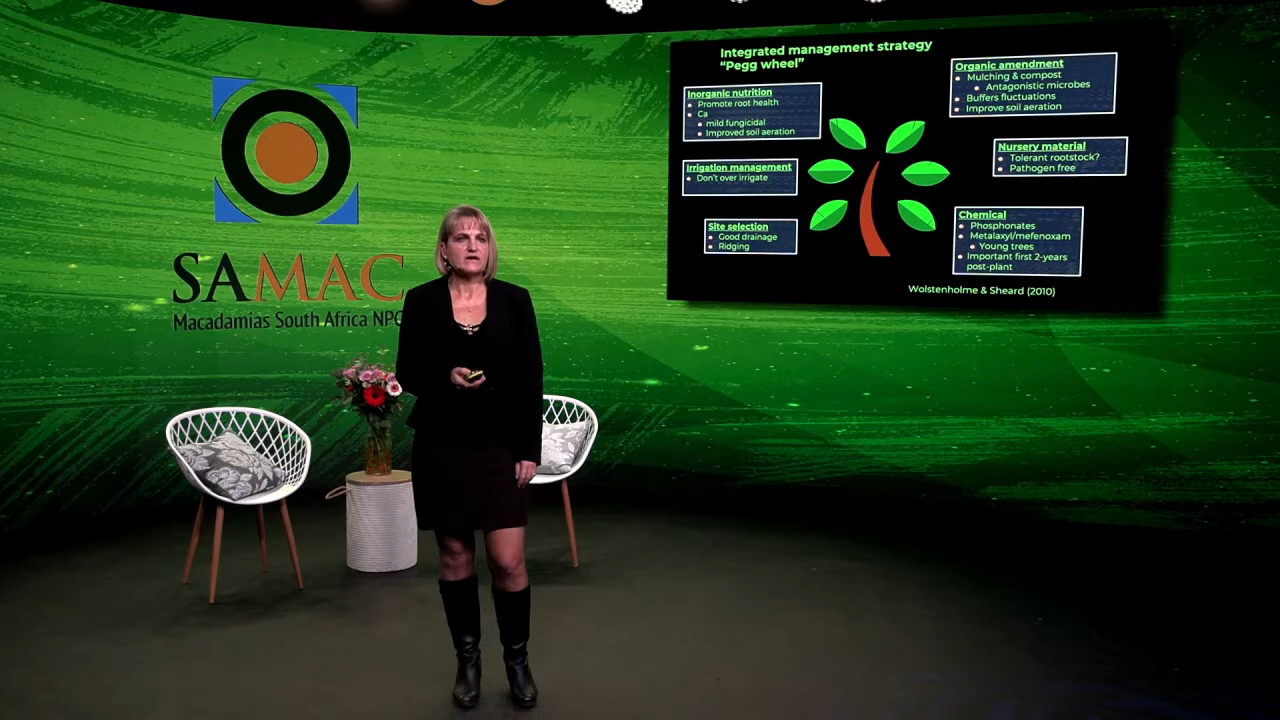 SAMAC
Macadamias South Africa NPC
Integrated management strategy
“Pegg wheel”
Inorganic nutrition
Promote root health
Ca
mild fungicidal
Improved soil aeration
Irrigation management
Don't over irrigate
Site selection
Good drainage
Ridging
Organic amendment
Mulching & compost
Antagonistic microbes
Buffers fluctuations
Improve soil aeration
Nursery material
Tolerant rootstock?
Pathogen free
Chemical
Phosphonates
Metalaxyl/mefenoxam
Young trees
Important first 2-years
post-plant
Wolstenholme & Sheard (2010)